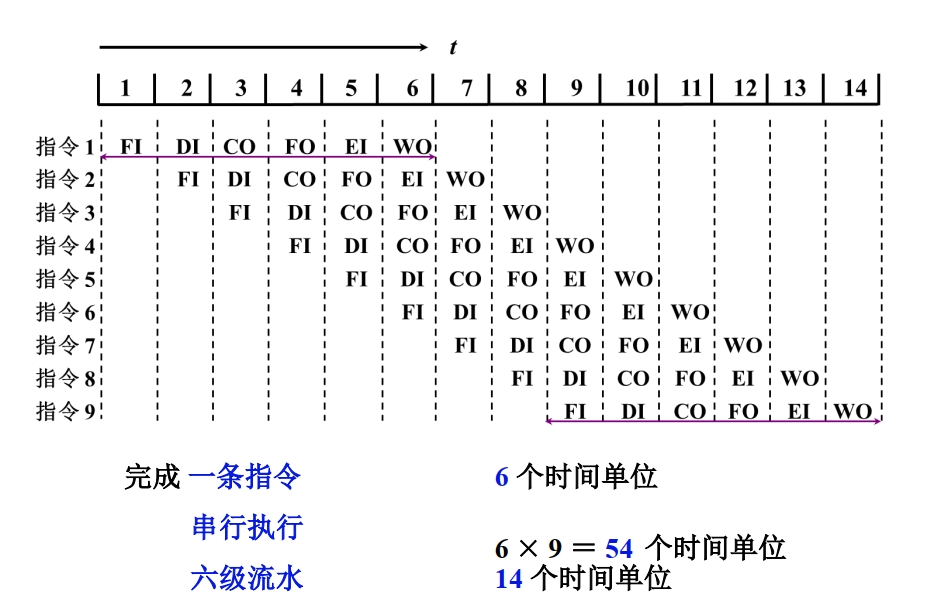 t
1 2 3 4 5 6 7 8 9 10 11 12 13 14
指令 1 FI DI CO FO EI WO
指令 2 FI DI CO FO EI WO
指令 3 FI DI CO FO EI WO
指令 4 FI DI CO FO EI WO
指令 5 FI DI CO FO EI WO
指令 6 FI DI CO FO EI WO
指令 7 FI DI CO FO EI WO
指令 8 FI DI CO FO EI WO
指令 9 FI DI CO FO EI WO
完成 一条指令 6 个时间单位
串行执行
6 × 9 = 54 个时间单位
六级流水 14 个时间单位